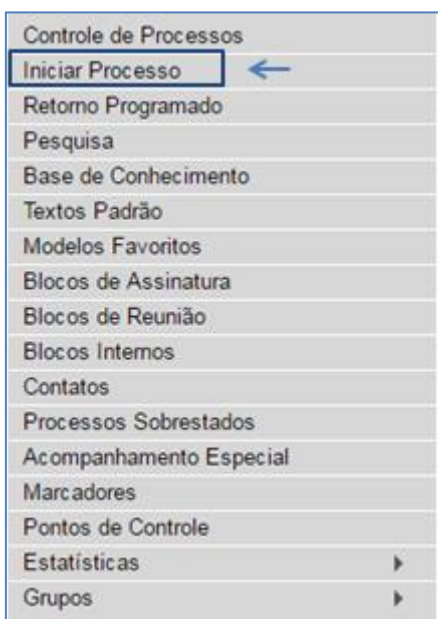 Controle de Processos
Iniciar Processo
Retorno Programado
Pesquisa
Base de Conhecimento
Textos Padrão
Modelos Favoritos
Blocos de Assinatura
Blocos de Reunião
Blocos Internos
Contatos
Processos Sobrestados
Acompanhamento Especial
Marcadores
Pontos de Controle
Estatísticas
Grupos